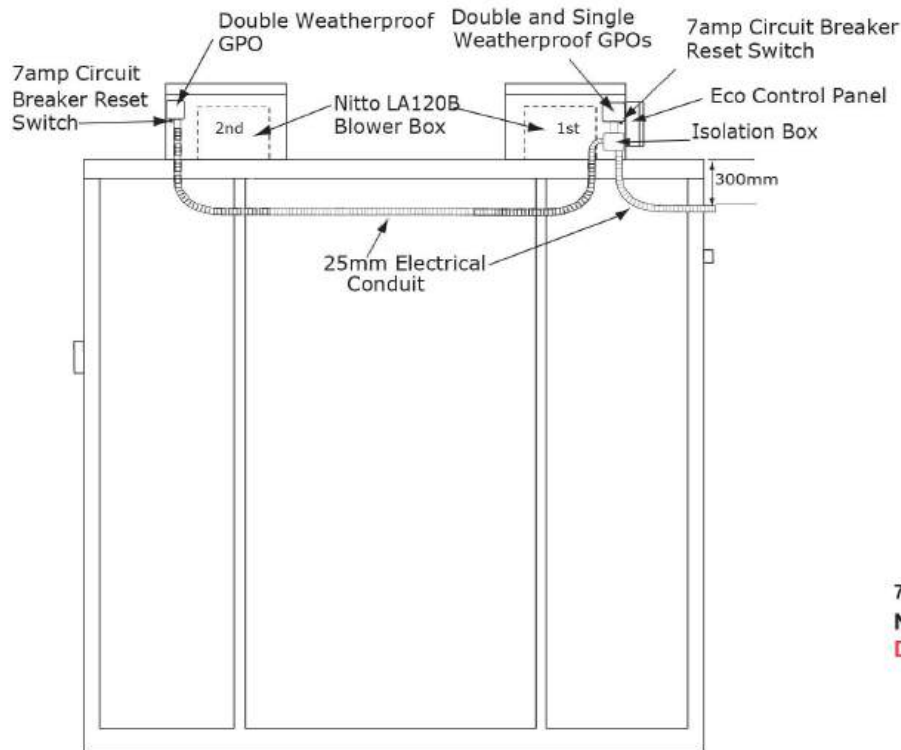 Double Weatherproof
GPO
7amp Circuit
Breaker Reset
Switch
Nitto LA120B
Blower Box
Double and Single
Weatherproof GPOs
7amp Circuit Breaker
Reset Switch
Eco Control Panel
Isolation Box
2nd
1st
300mm
25mm Electrical
Conduit
7